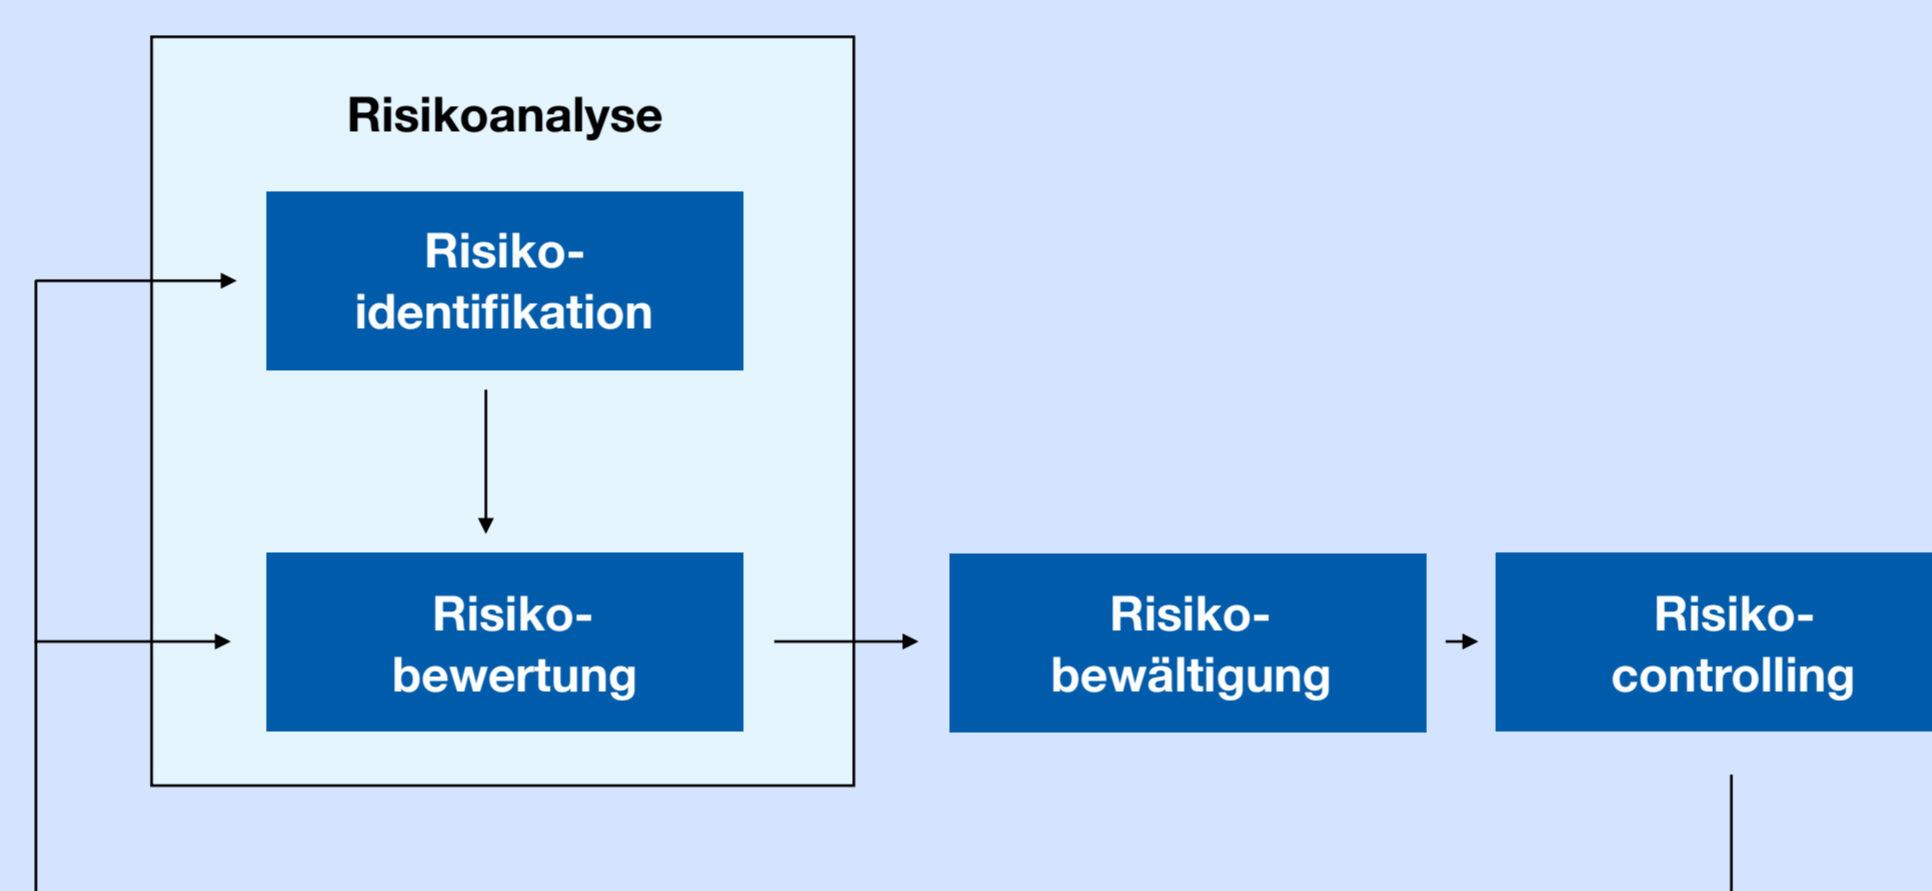 Risikoanalyse
Risiko-
identifikation
Risiko-
bewertung
Risiko-
bewältigung
Risiko-
controlling